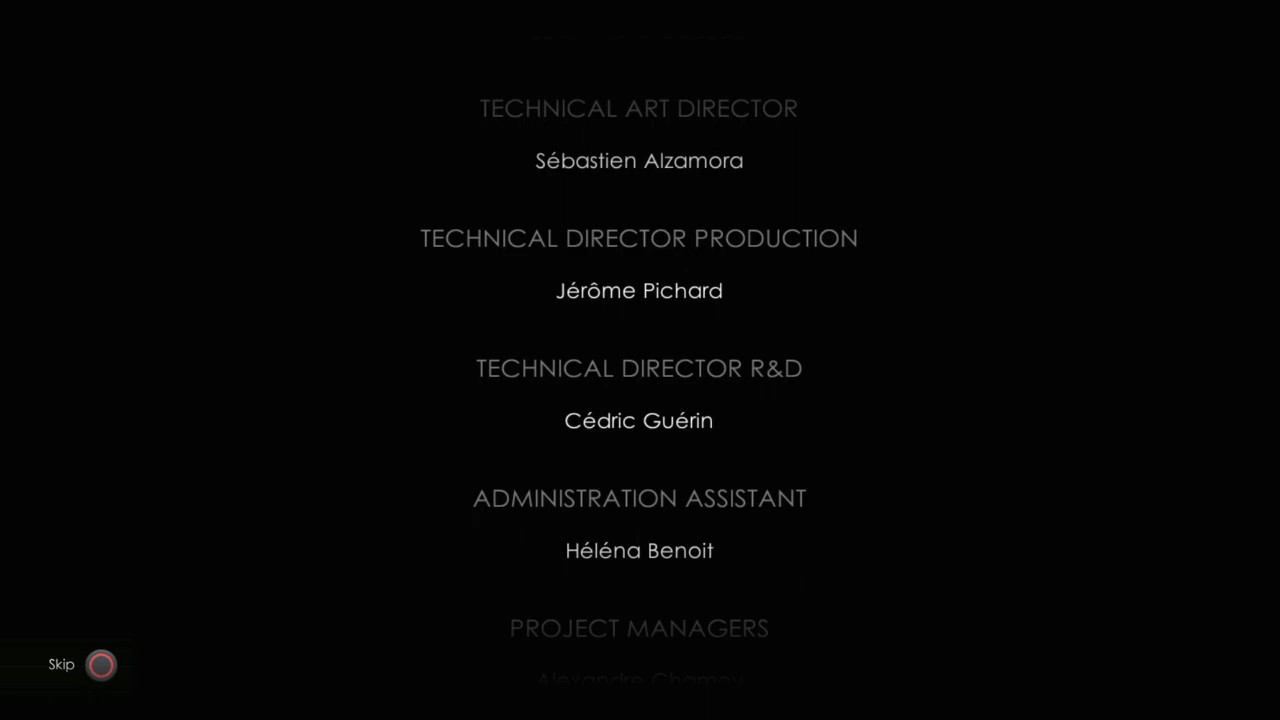 TECHNICAL ART DIRECTOR
Sébastien Alzamora
TECHNICAL DIRECTOR PRODUCTION
Jérôme Pichard
TECHNICAL DIRECTOR R&D
Cédric Guérin
ADMINISTRATION ASSISTANT
Héléna Benoit
PROJECT MANAGERS
Alexandre
Skip